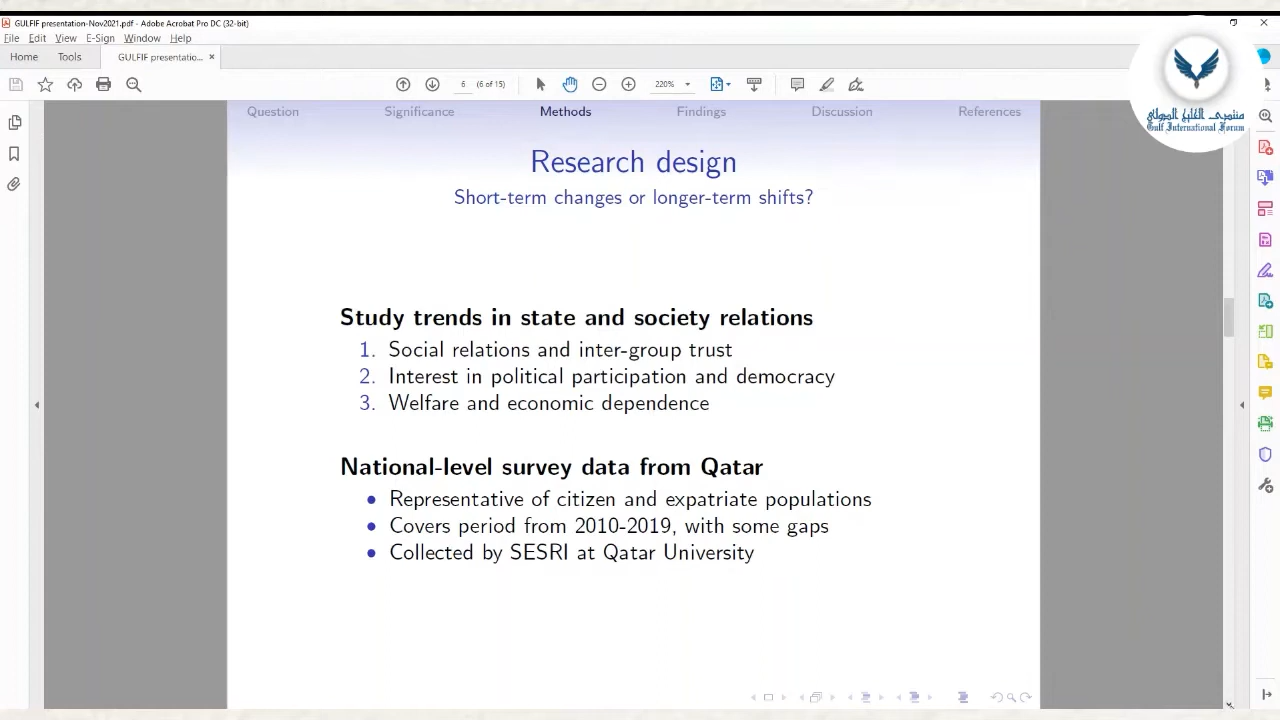 GULFIF presentation-Nov2021.pdf - Adobe Acrobat Pro DC (32-bit)
File Edit View E-Sign Window Help
Home Tools GULFIF presentatio... ×
6 (6 of 15) 220%
Question Significance Methods Findings Discussion References
منتدى الخليج الدولي
Gulf International Forum
Research design
Short-term changes or longer-term shifts?
Study trends in state and society relations
1. Social relations and inter-group trust
2. Interest in political participation and democracy
3. Welfare and economic dependence
National-level survey data from Qatar
• Representative of citizen and expatriate populations
• Covers period from 2010-2019, with some gaps
• Collected by SESRI at Qatar University